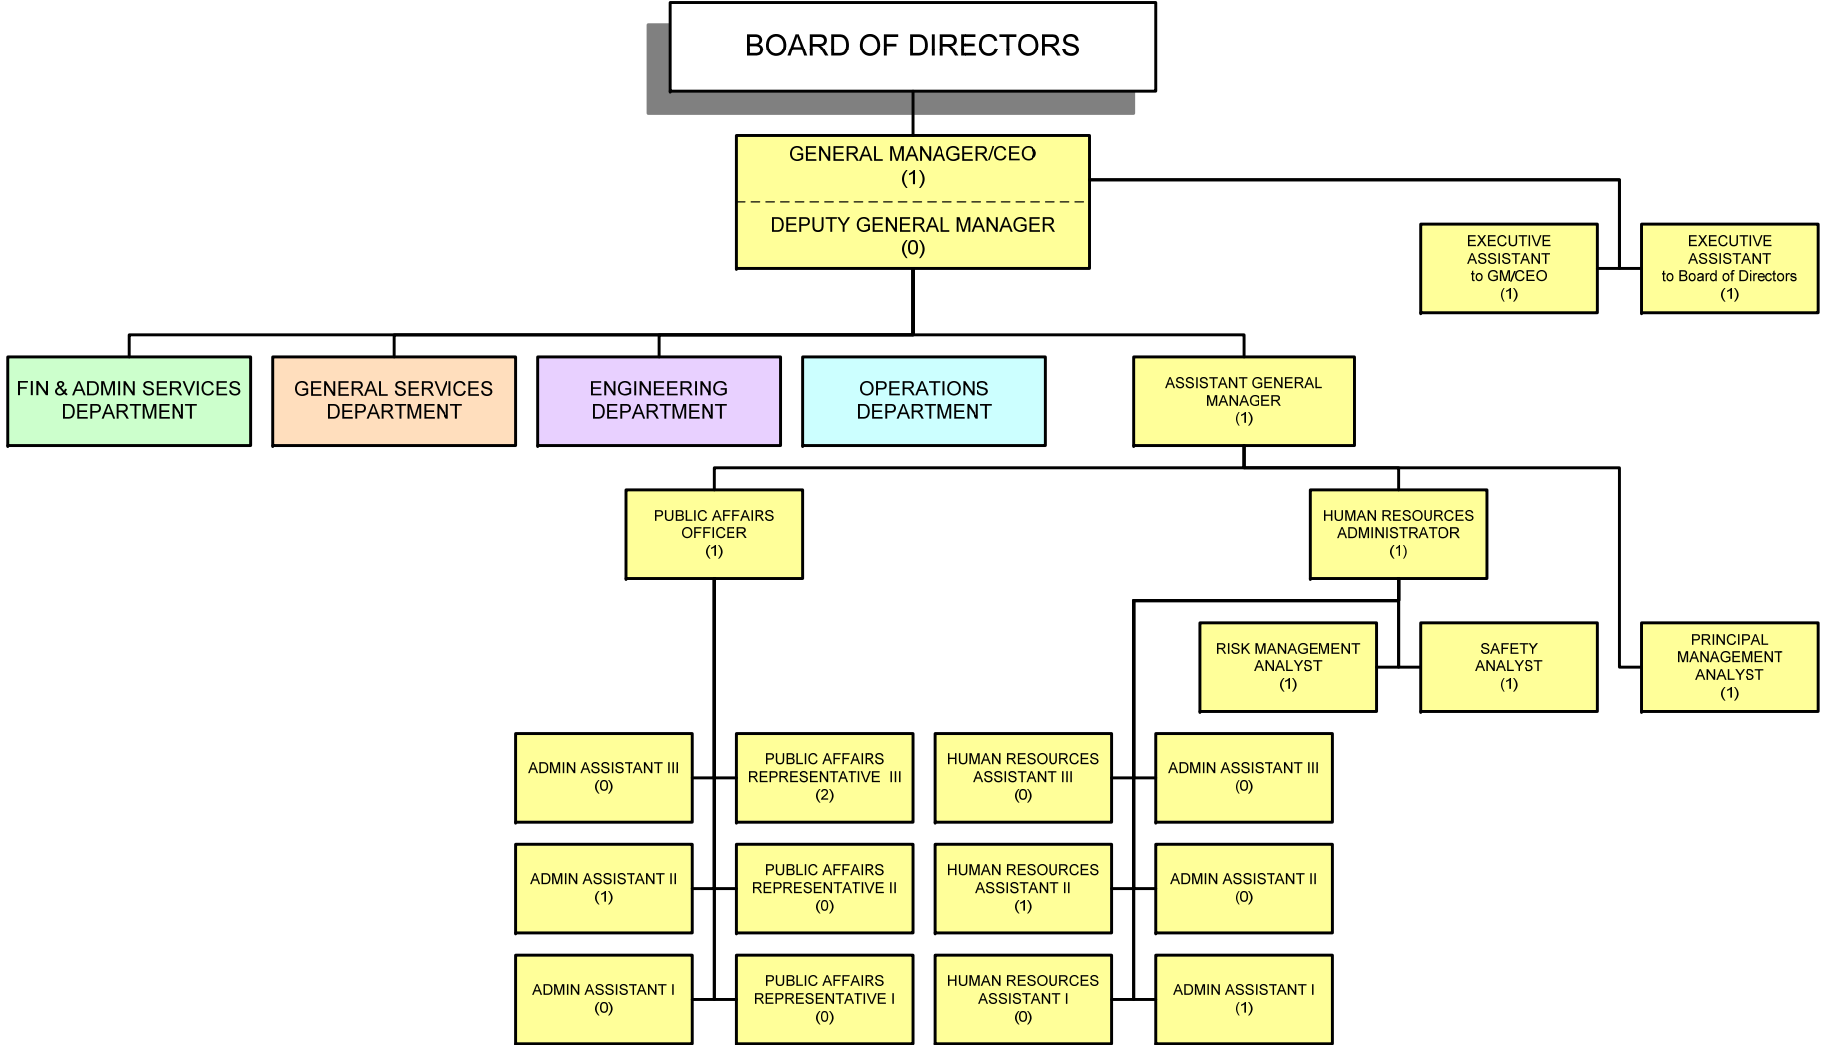 BOARD OF DIRECTORS
GENERAL MANAGER/CEO
(1)
DEPUTY GENERAL MANAGER
(0)
EXECUTIVE
ASSISTANT
to GM/CEO
(1)
EXECUTIVE
ASSISTANT
to Board of Directors
(1)
FIN & ADMIN SERVICES
DEPARTMENT
GENERAL SERVICES
DEPARTMENT
ENGINEERING
DEPARTMENT
OPERATIONS
DEPARTMENT
ASSISTANT GENERAL
MANAGER
(1)
PUBLIC AFFAIRS
OFFICER
(1)
HUMAN RESOURCES
ADMINISTRATOR
(1)
RISK MANAGEMENT
ANALYST
(1)
SAFETY
ANALYST
(1)
PRINCIPAL
MANAGEMENT
ANALYST
(1)
ADMIN ASSISTANT III
(0)
PUBLIC AFFAIRS
REPRESENTATIVE III
(2)
HUMAN RESOURCES
ASSISTANT III
(0)
ADMIN ASSISTANT III
(0)
ADMIN ASSISTANT II
(1)
PUBLIC AFFAIRS
REPRESENTATIVE II
(0)
HUMAN RESOURCES
ASSISTANT II
(1)
ADMIN ASSISTANT II
(0)
ADMIN ASSISTANT I
(0)
PUBLIC AFFAIRS
REPRESENTATIVE I
(0)
HUMAN RESOURCES
ASSISTANT I
(0)
ADMIN ASSISTANT I
(1)